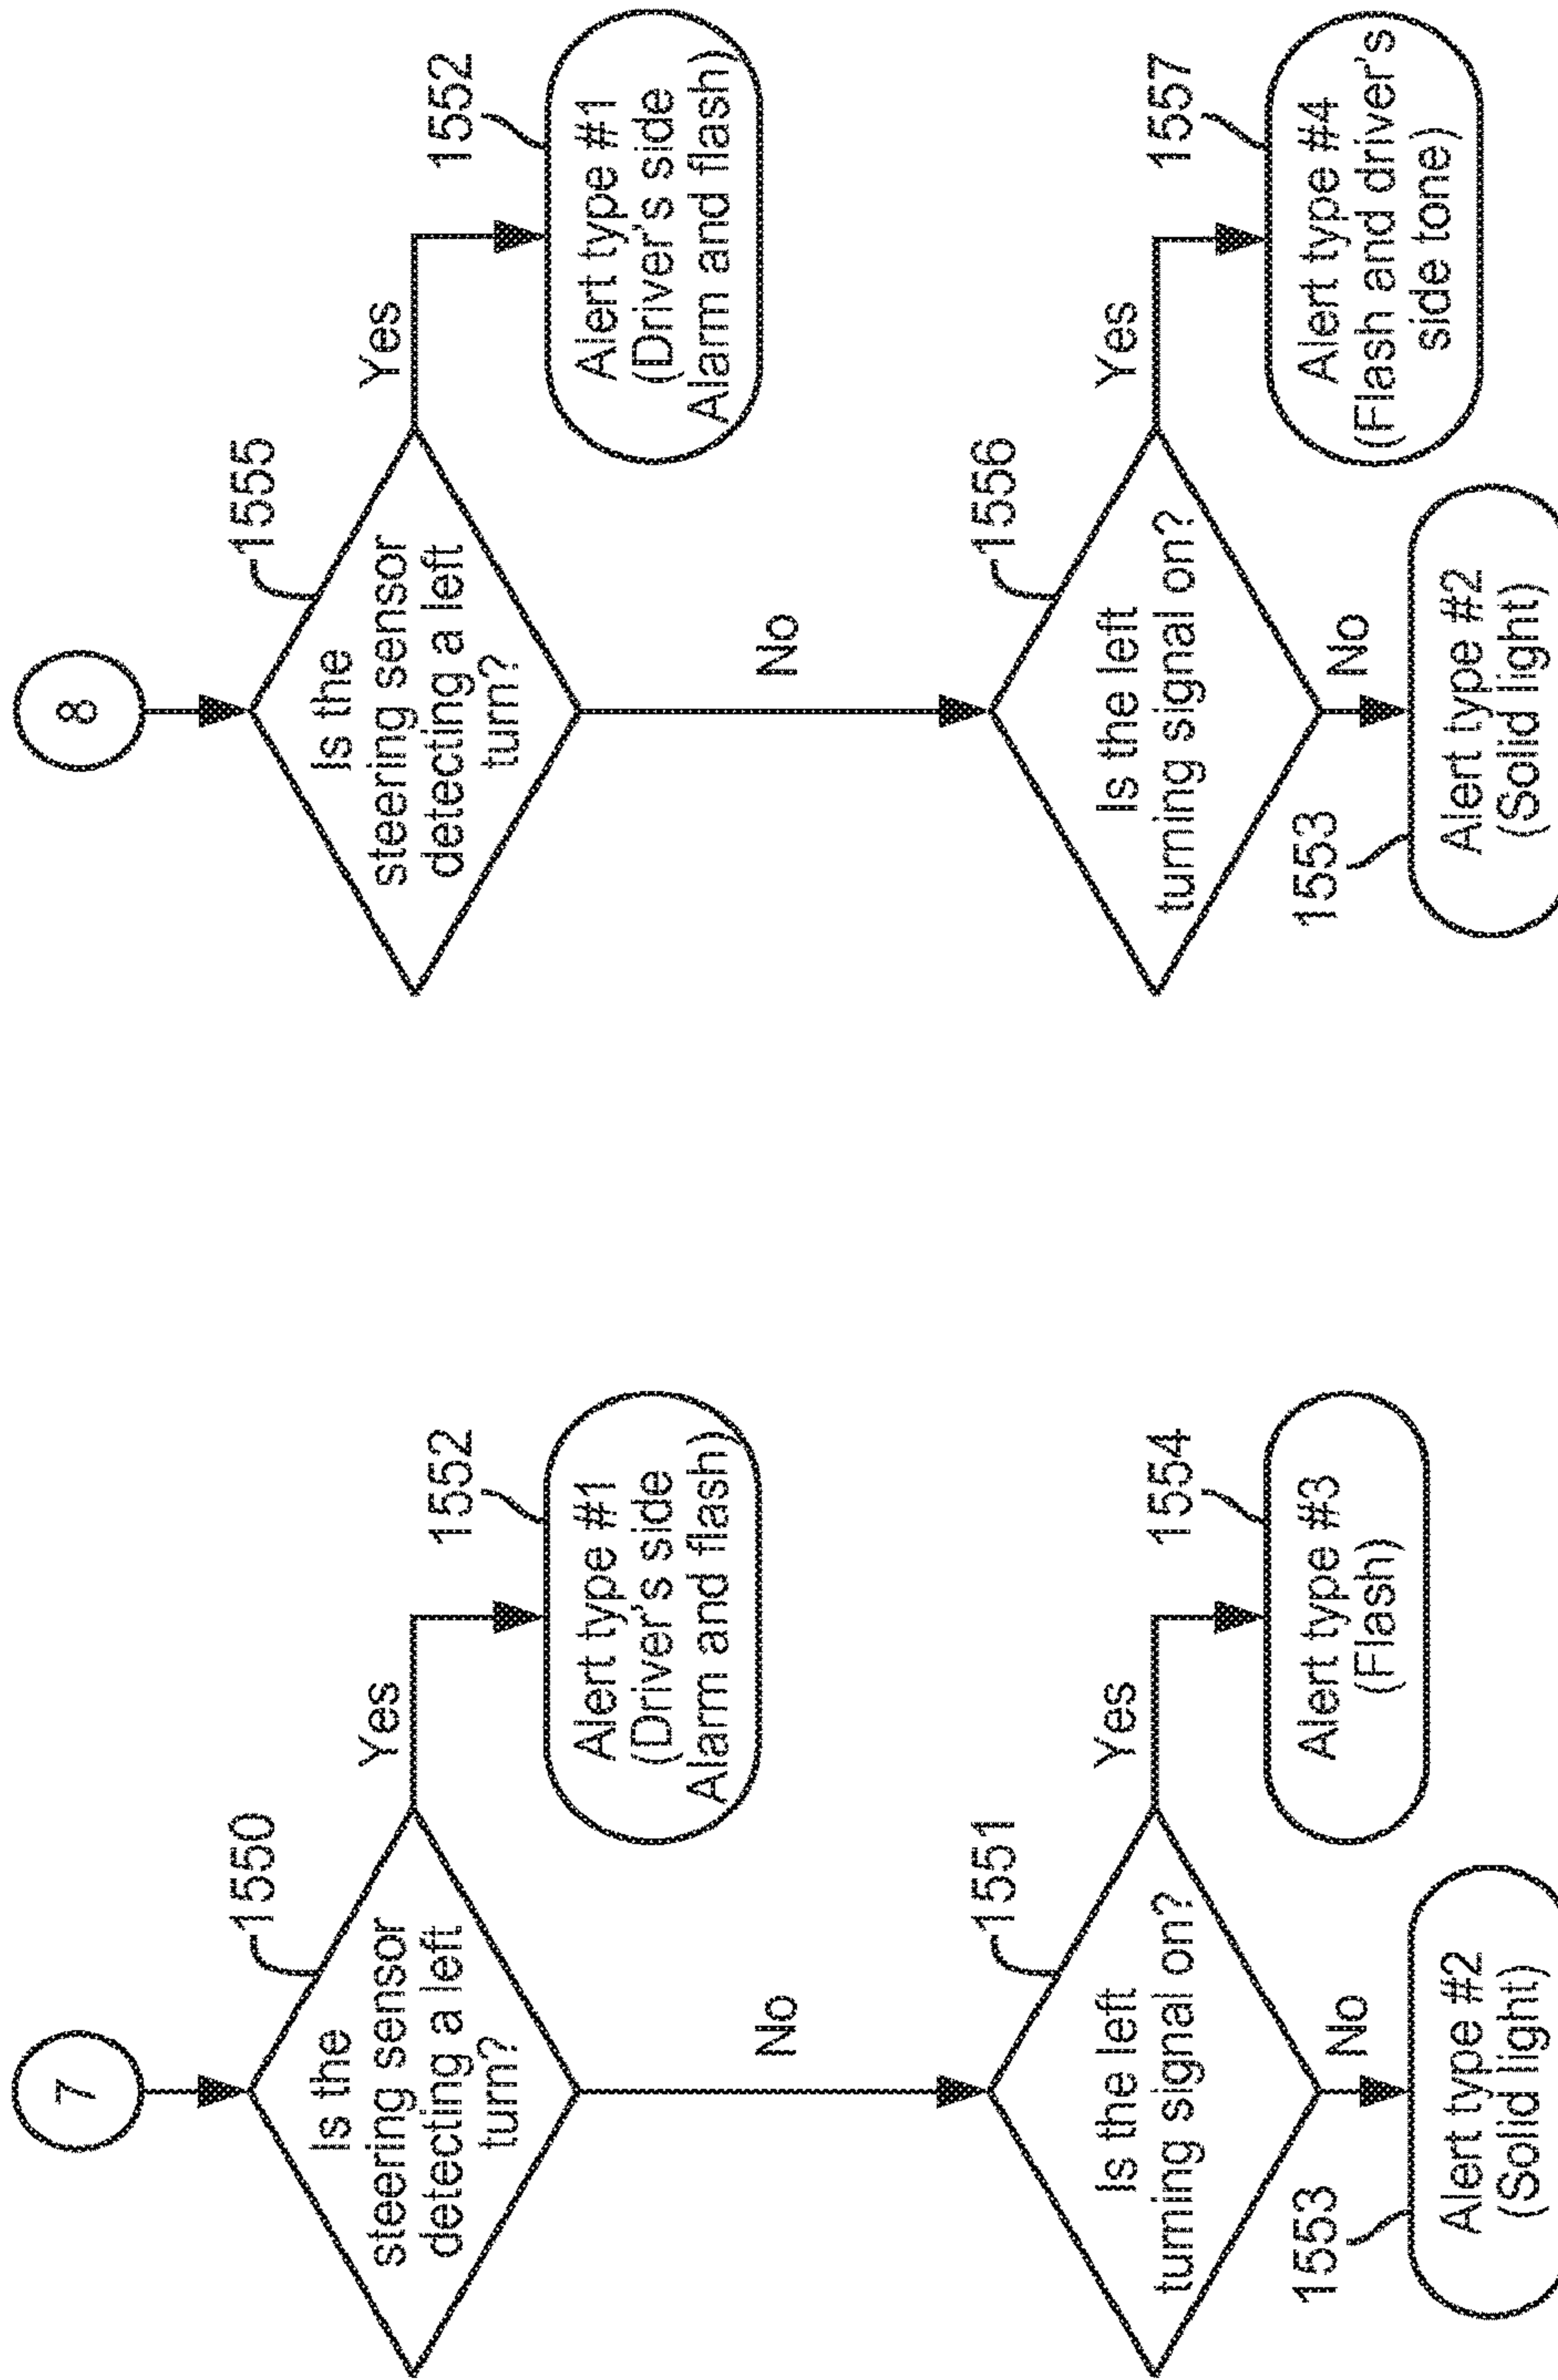 7
Is the
steering sensor
detecting a left
turn?
1550
Yes
1552
Alert type #1
(Driver's side
Alarm and flash)
No
Is the left
turning signal on?
1551
Yes
1554
Alert type #3
(Flash)
No
1553
Alert type #2
(Solid light)
8
Is the
steering sensor
detecting a left
turn?
1555
Yes
1552
Alert type #1
(Driver's side
Alarm and flash)
No
Is the left
turning signal on?
1556
Yes
1557
Alert type #4
(Flash and driver's
side tone)
No
1553
Alert type #2
(Solid light)